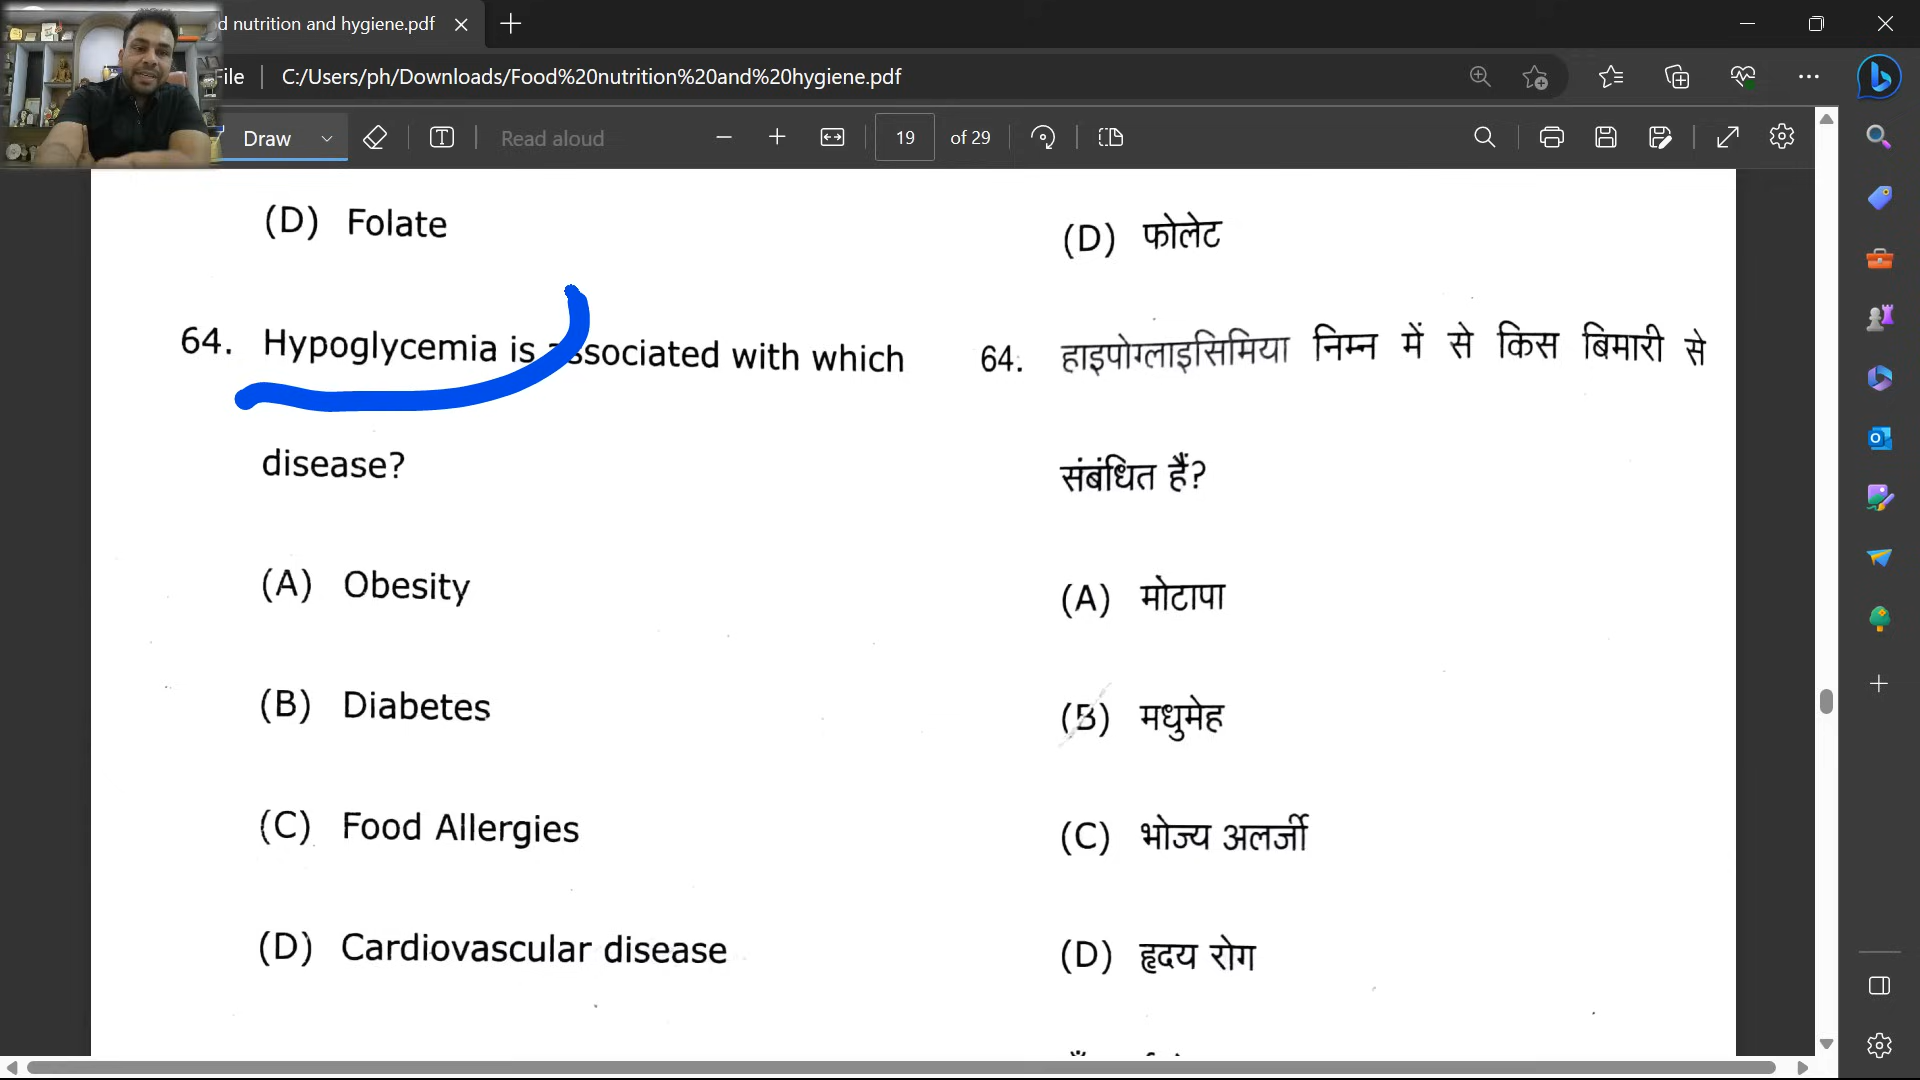 d nutrition and hygiene.pdf
File | C:/Users/ph/Downloads/Food%20nutrition%20and%20hygiene.pdf
Draw
Read aloud
19 of 29
(D) Folate
64. Hypoglycemia is associated with which
disease?
(A) Obesity
(B) Diabetes
(C) Food Allergies
(D) Cardiovascular disease
(D) फोलेट
64. हाइपोग्लाइसिमिया निम्न में से किस बिमारी से
संबंधित हैं?
(A) मोटापा
(B) मधुमेह
(C) भोज्य अलर्जी
(D) हृदय रोग